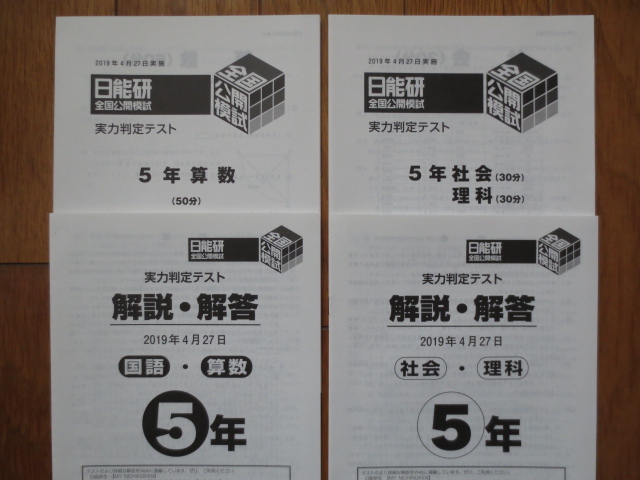 2019年4月27日実施
日能研
全国公開模試
全国
公開
模試
実力判定テスト
5年算数
(50分)
2019年4月27日実施
日能研
全国公開模試
全国
公開
模試
実力判定テスト
5年社会(30分)
理科(30分)
日能研
全国公開模試
全国
公開
模試
実力判定テスト
解説・解答
2019年4月27日
国語・算数
5年
日能研
全国公開模試
全国
公開
模試
実力判定テスト
解説・解答
2019年4月27日
社会・理科
5年